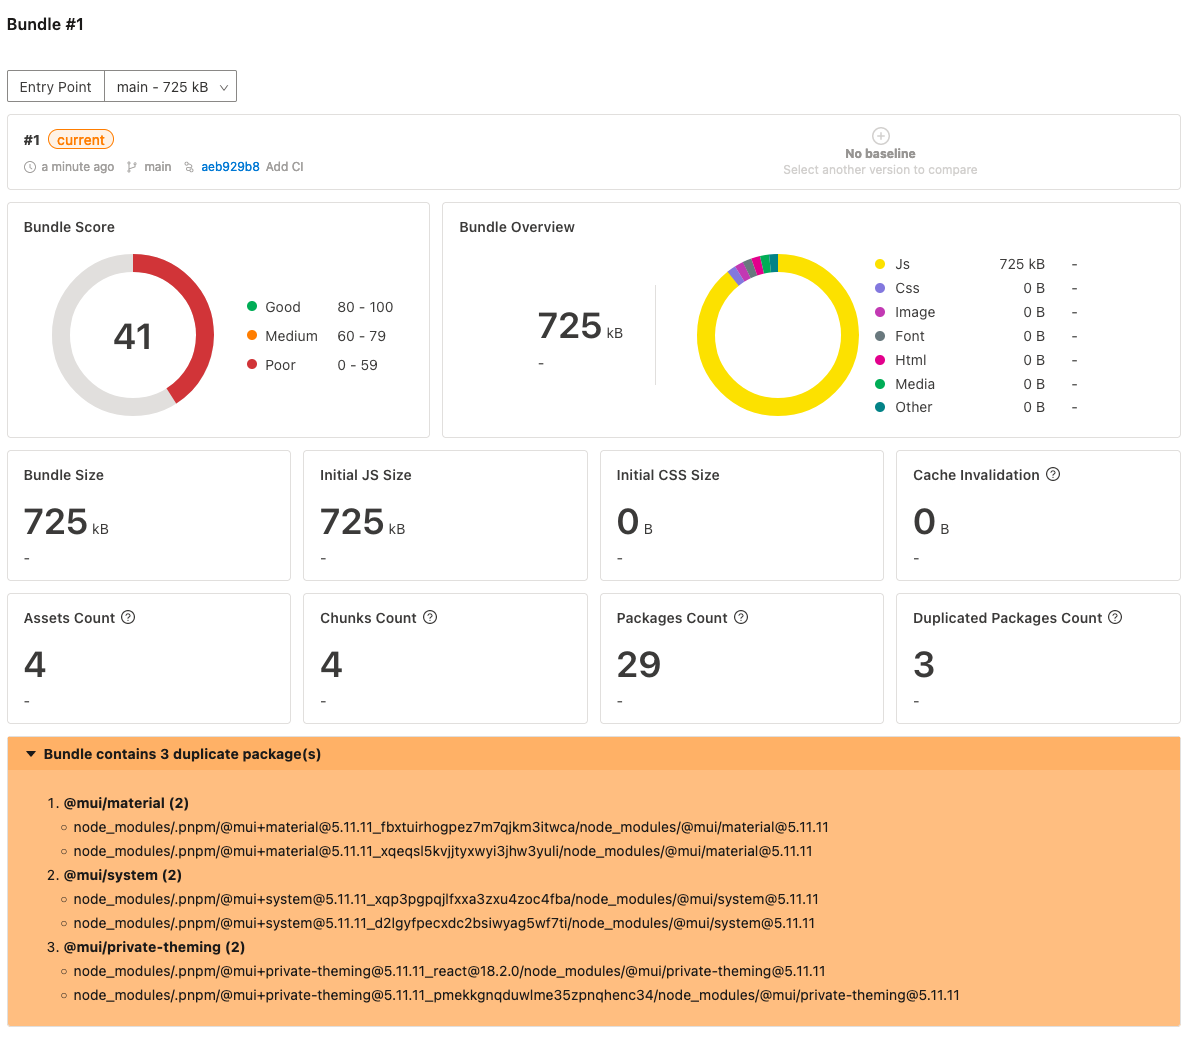 Bundle #1
Entry Point main - 725 kB
#1 current
a minute ago main aeb929b8 Add CI
No baseline
Select another version to compare
Bundle Score
41
Good 80 - 100
Medium 60 - 79
Poor 0 - 59
Bundle Overview
725 kB
-
Js 725 kB -
Css 0 B -
Image 0 B -
Font 0 B -
Html 0 B -
Media 0 B -
Other 0 B -
Bundle Size
725 kB
-
Initial JS Size
725 kB
-
Initial CSS Size
0 B
-
Cache Invalidation ?
0 B
-
Assets Count ?
4
-
Chunks Count ?
4
-
Packages Count ?
29
-
Duplicated Packages Count ?
3
-
Bundle contains 3 duplicate package(s)
1. @mui/material (2)
node_modules/.pnpm/@mui+material@5.11.11_fbxtuirhogpez7m7qjkm3itwca/node_modules/@mui/material@5.11.11
node_modules/.pnpm/@mui+material@5.11.11_xqeqsl5kvjjtyxwyi3jhw3yuli/node_modules/@mui/material@5.11.11
2. @mui/system (2)
node_modules/.pnpm/@mui+system@5.11.11_xqp3pgpqjlfxxa3zxu4zoc4fba/node_modules/@mui/system@5.11.11
node_modules/.pnpm/@mui+system@5.11.11_d2lgyfpecxdc2bsiwyag5wf7ti/node_modules/@mui/system@5.11.11
3. @mui/private-theming (2)
node_modules/.pnpm/@mui+private-theming@5.11.11_react@18.2.0/node_modules/@mui/private-theming@5.11.11
node_modules/.pnpm/@mui+private-theming@5.11.11_pmekkgnqduwlme35zpnqhenc34/node_modules/@mui/private-theming@5.11.11